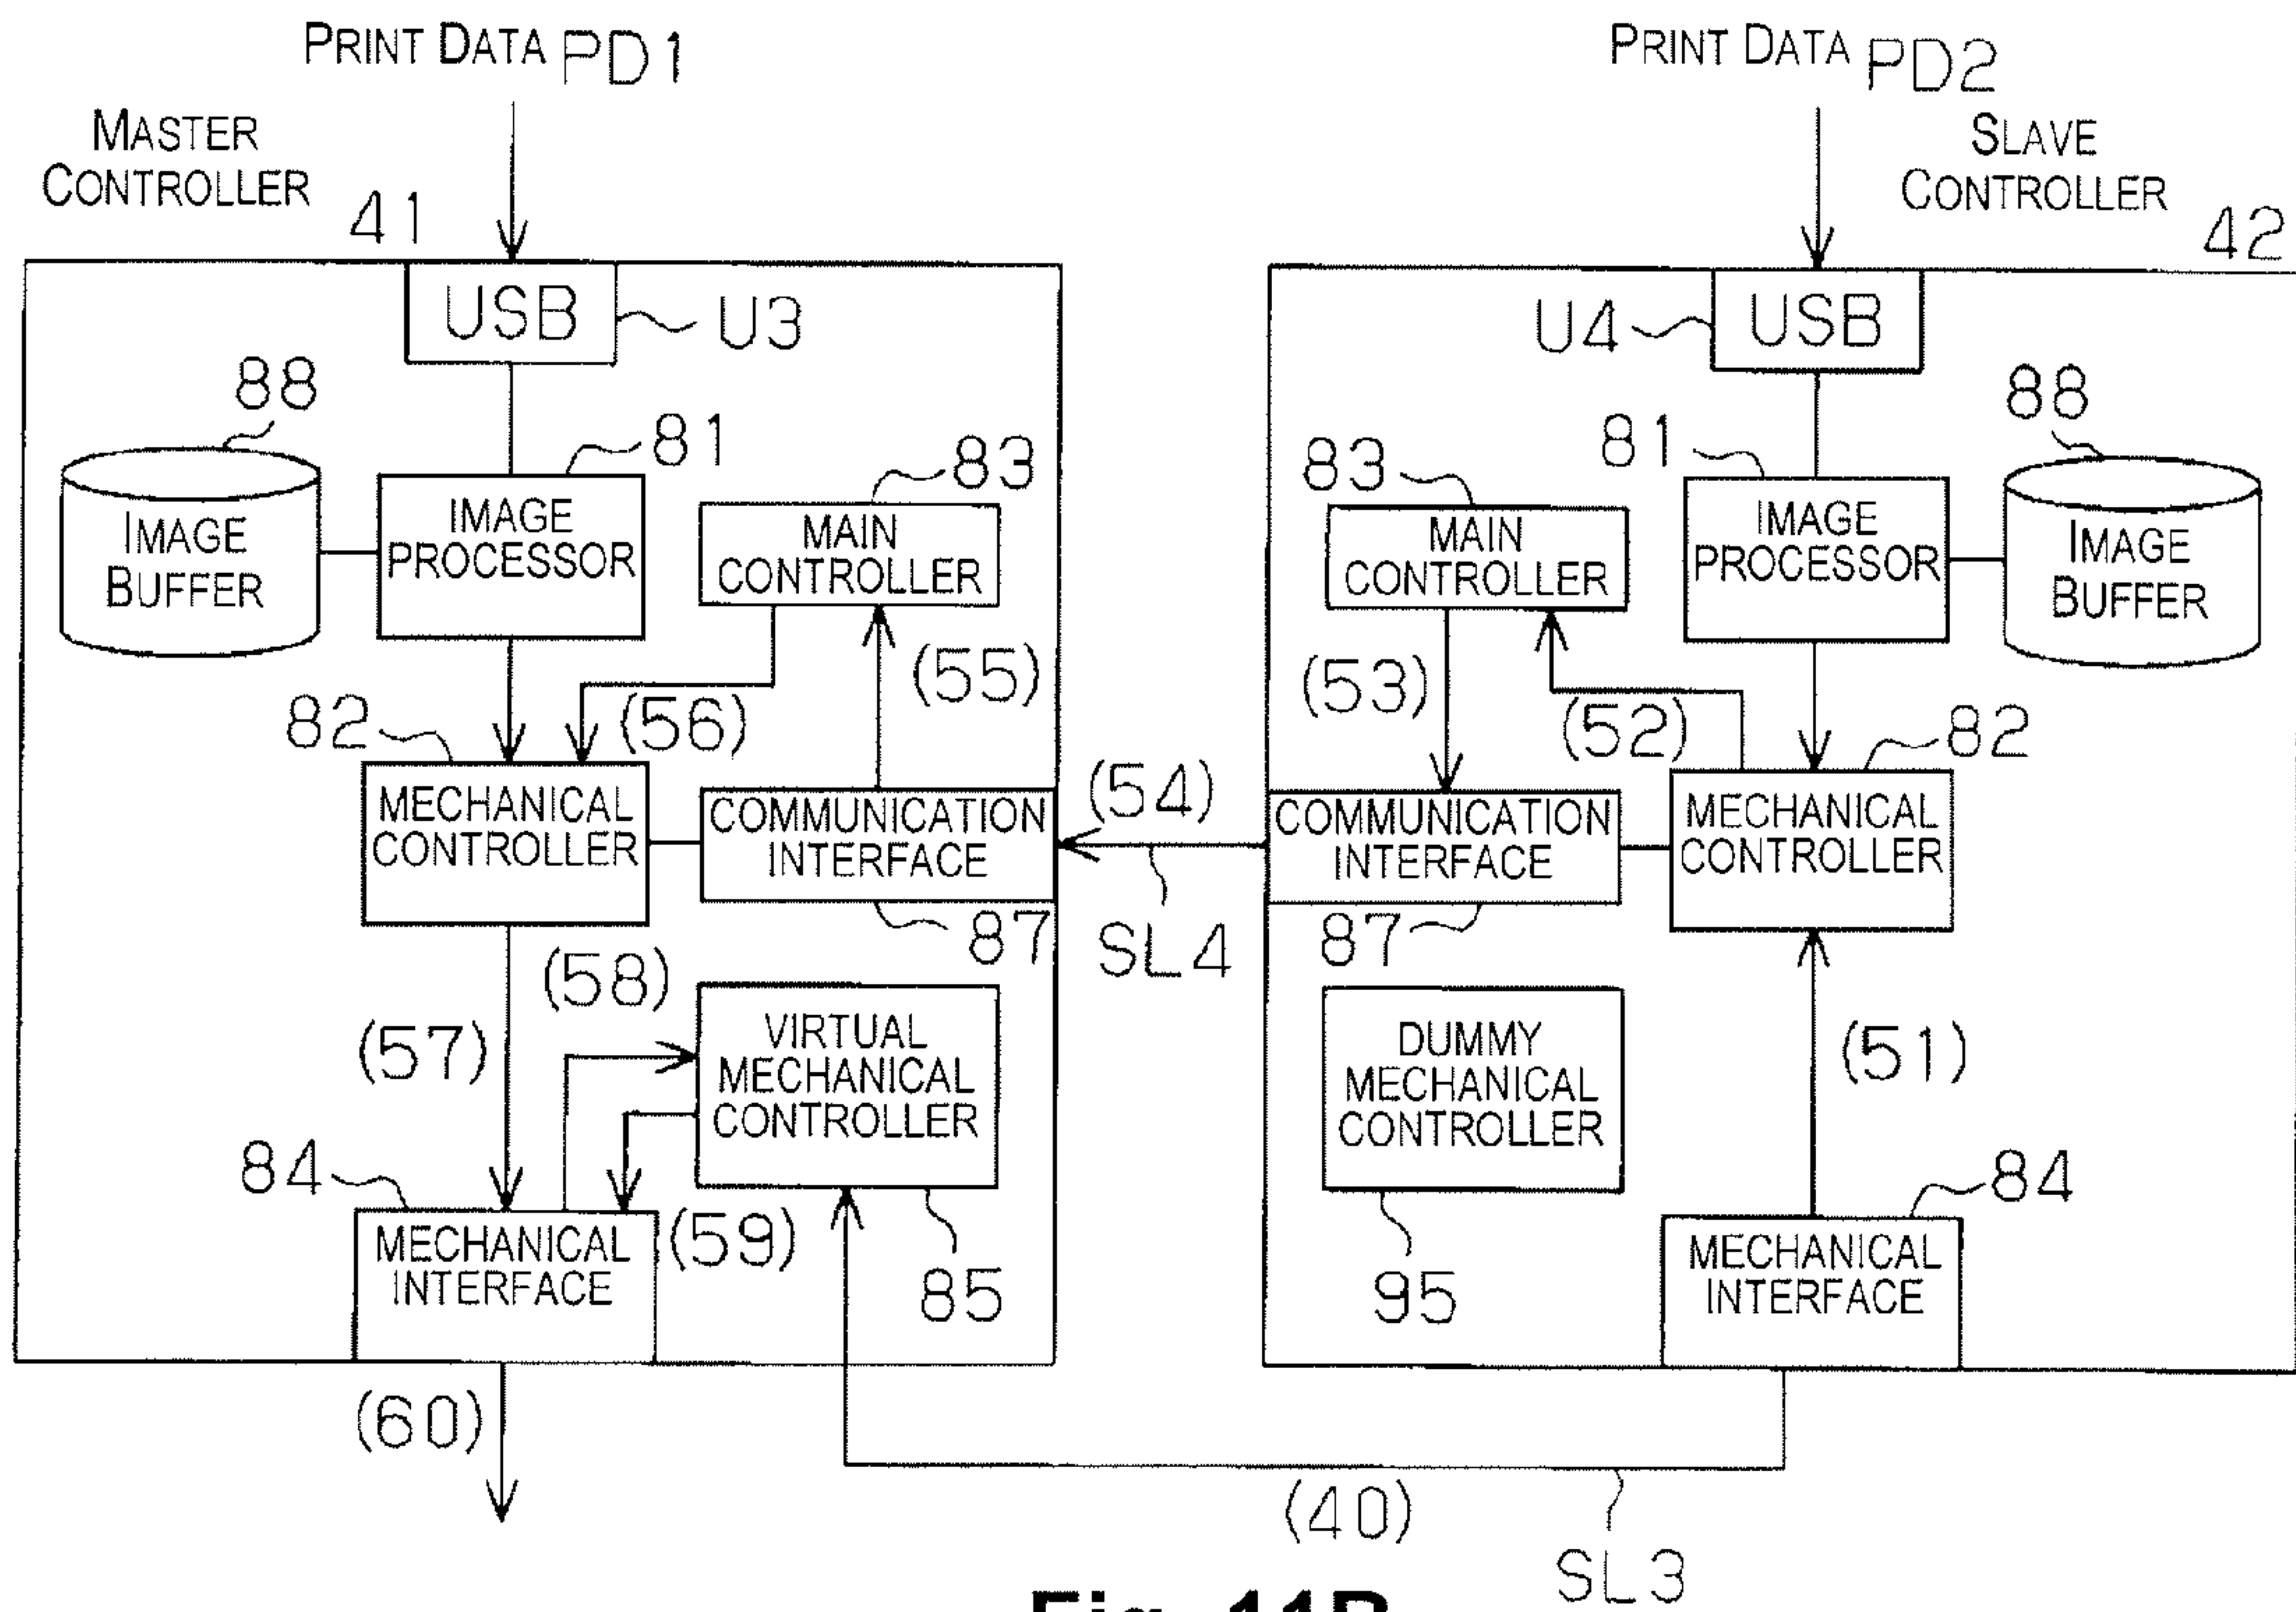 PRINT DATA PD1
PRINT DATA PD2
MASTER
CONTROLLER
41
SLAVE
CONTROLLER
42
USB
U3
U4
USB
88
81
83
83
81
88
IMAGE
BUFFER
IMAGE
PROCESSOR
MAIN
CONTROLLER
MAIN
CONTROLLER
IMAGE
PROCESSOR
IMAGE
BUFFER
(55)
(53)
82
(56)
(52)
82
MECHANICAL
CONTROLLER
COMMUNICATION
INTERFACE
(54)
COMMUNICATION
INTERFACE
MECHANICAL
CONTROLLER
87
SL4
87
(58)
(57)
VIRTUAL
MECHANICAL
CONTROLLER
DUMMY
MECHANICAL
CONTROLLER
(51)
84
84
MECHANICAL
INTERFACE
(59)
85
95
MECHANICAL
INTERFACE
(60)
(40)
SL3
Fig. 11B